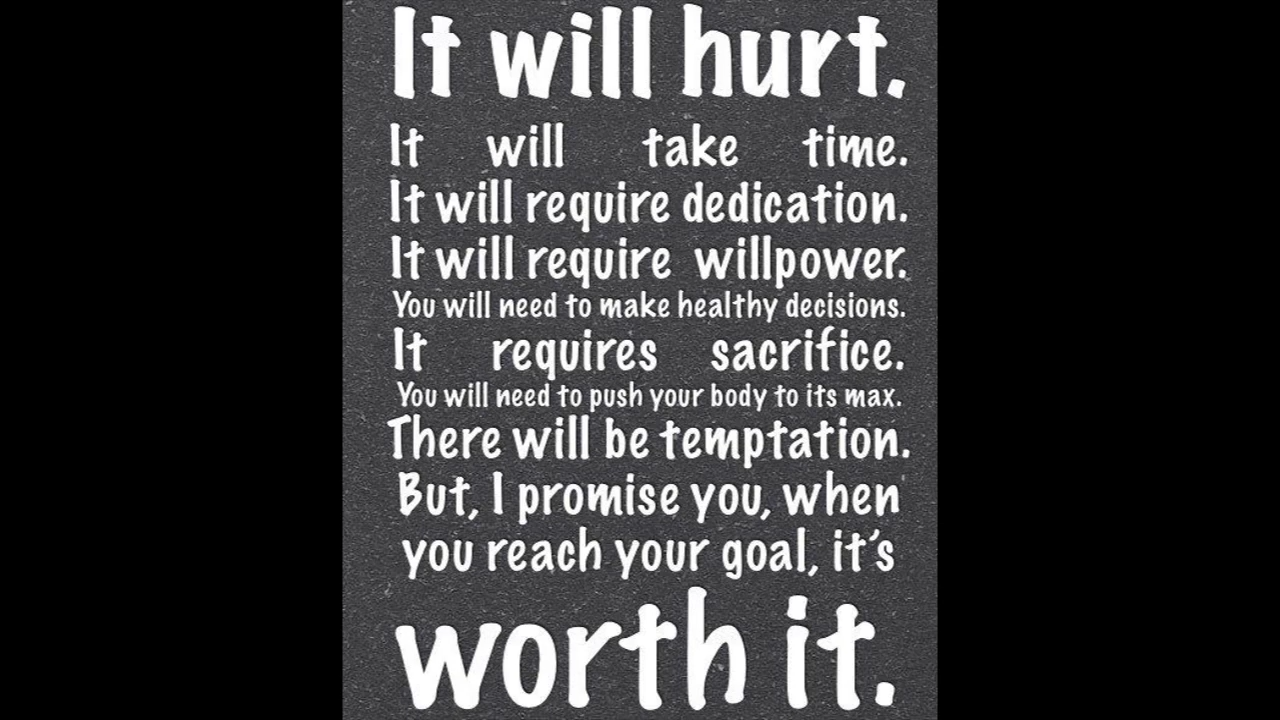 It will hurt.
It will take time.
It will require dedication.
It will require willpower.
You will need to make healthy decisions.
It requires sacrifice.
You will need to push your body to its max.
There will be temptation.
But, I promise you, when
you reach your goal, it's
worth it.